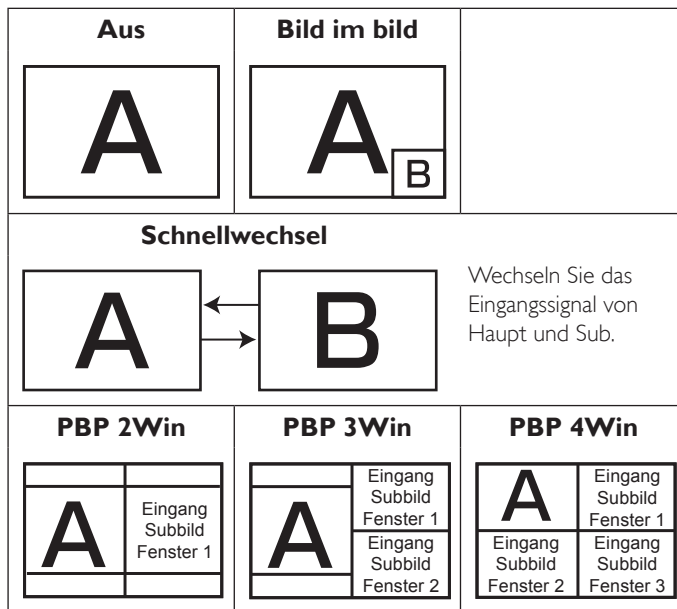 Aus
Bild im bild
A
A
B
Schnellwechsel
A
B
Wechseln Sie das
Eingangssignal von
Haupt und Sub.
PBP 2Win
PBP 3Win
PBP 4Win
A
Eingang
Subbild
Fenster 1
A
Eingang
Subbild
Fenster 1
Eingang
Subbild
Fenster 2
A
Eingang
Subbild
Fenster 1
Eingang
Subbild
Fenster 2
Eingang
Subbild
Fenster 3